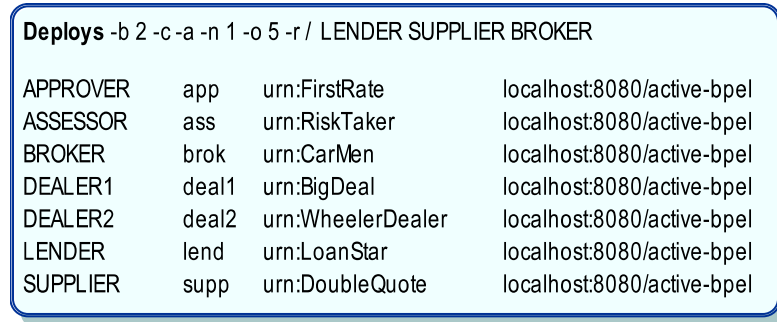 Deploys -b 2 -c -a -n 1 -o 5 -r / LENDER SUPPLIER BROKER
APPROVER app urn:FirstRate localhost:8080/active-bpel
ASSESSOR ass urn:RiskTaker localhost:8080/active-bpel
BROKER brok urn:CarMen localhost:8080/active-bpel
DEALER1 deal1 urn:BigDeal localhost:8080/active-bpel
DEALER2 deal2 urn:WheelerDealer localhost:8080/active-bpel
LENDER lend urn:LoanStar localhost:8080/active-bpel
SUPPLIER supp urn:DoubleQuote localhost:8080/active-bpel